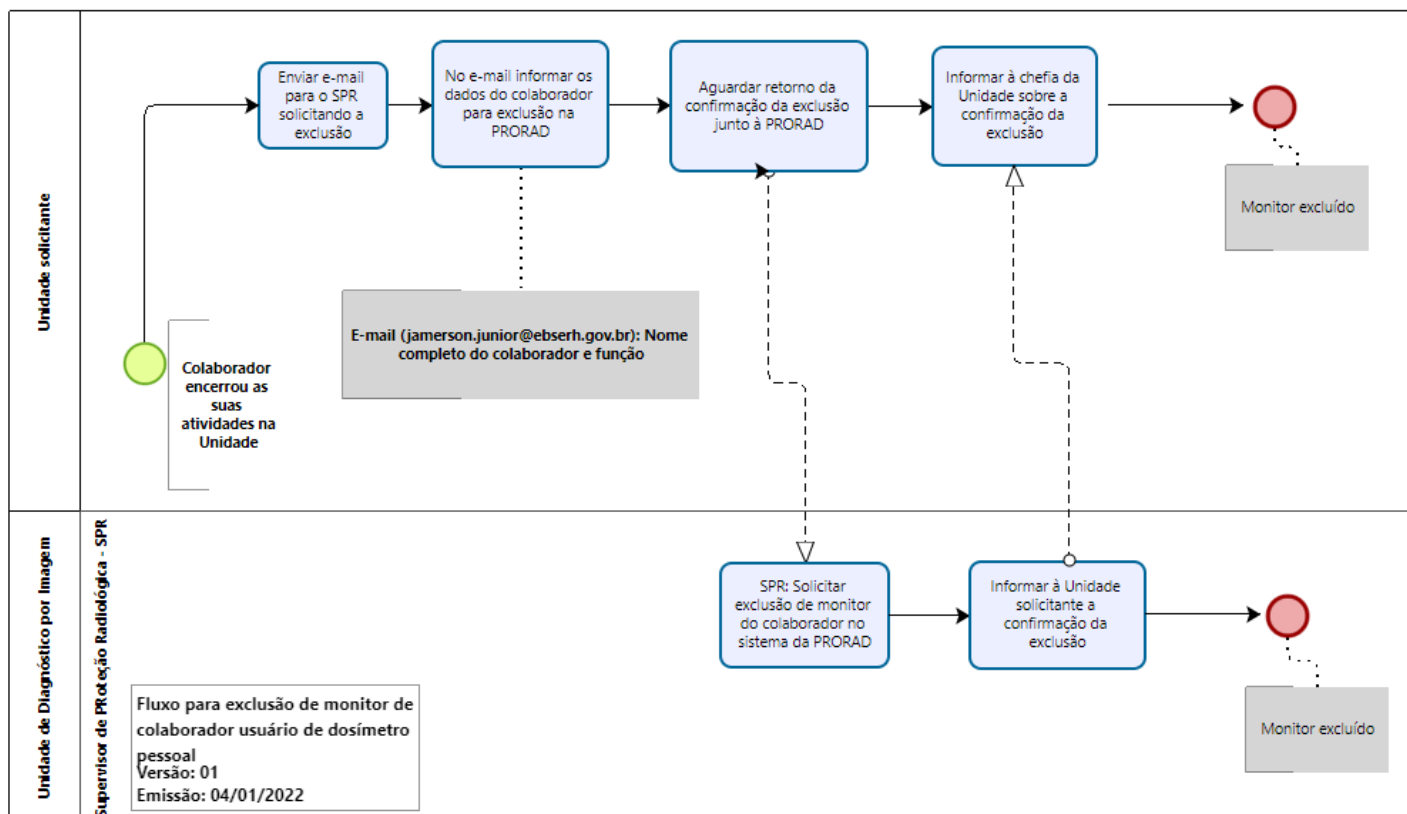 Unidade solicitante
Enviar e-mail
para o SPR
solicitando a
exclusão
No e-mail informar os
dados do colaborador
para exclusão na
PRORAD
Aguardar retorno da
confirmação da exclusão
junto à PRORAD
Informar à chefia da
Unidade sobre a
confirmação da
exclusão
Monitor excluído
E-mail (jamerson.junior@ebserh.gov.br): Nome
completo do colaborador e função
Colaborador
encerrou as
suas
atividades na
Unidade
Unidade de Diagnóstico por Imagem
Supervisor de PRoteção Radiológica - SPR
SPR: Solicitar
exclusão de monitor
do colaborador no
sistema da PRORAD
Informar à Unidade
solicitante a
confirmação da
exclusão
Monitor excluído
Fluxo para exclusão de monitor de
colaborador usuário de dosímetro
pessoal
Versão: 01
Emissão: 04/01/2022